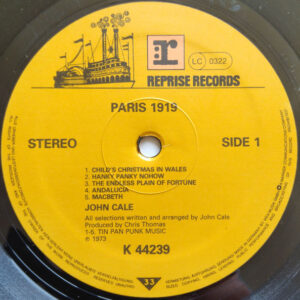 r
LC 0322
REPRISE RECORDS
PARIS 1919
STEREO
SIDE 1
1. CHILD'S CHRISTMAS IN WALES
2. HANKY PANKY NOHOW
3. THE ENDLESS PLAIN OF FORTUNE
4. ANDALUCIA
5. MACBETH
JOHN CALE
All selections written and arranged by John Cale
Produced by Chris Thomas
1-5. TIN PAN PUNK MUSIC
℗ 1973
K 44239
33